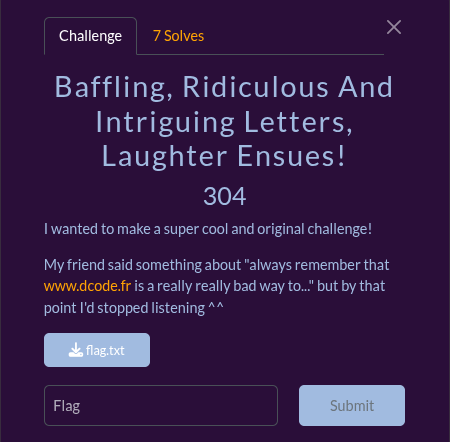 Challenge
7 Solves
Baffling, Ridiculous And
Intriguing Letters,
Laughter Ensues!
304
I wanted to make a super cool and original challenge!
My friend said something about "always remember that
www.dcode.fr is a really really bad way to..." but by that
point I'd stopped listening ^^
flag.txt
Flag
Submit